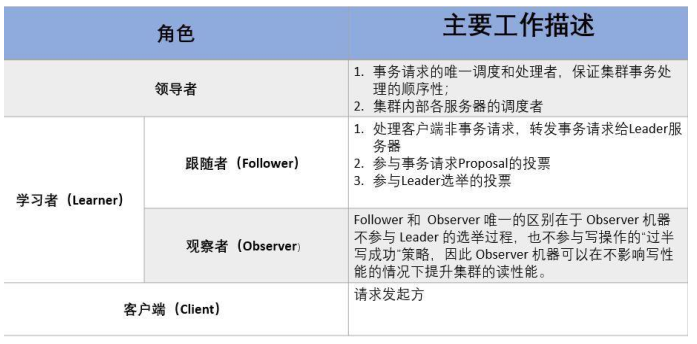 角色
主要工作描述
领导者
1. 事务请求的唯一调度和处理者，保证集群事务处
理的顺序性；
2. 集群内部各服务器的调度者
学习者（Learner）
跟随者（Follower）
1. 处理客户端非事务请求，转发事务请求给Leader服
务器
2. 参与事务请求Proposal的投票
3. 参与Leader选举的投票
观察者（Observer）
Follower 和 Observer 唯一的区别在于 Observer 机器
不参与 Leader 的选举过程，也不参与写操作的“过半
写成功”策略，因此 Observer 机器可以在不影响写性
能的情况下提升集群的读性能。
客户端（Client）
请求发起方